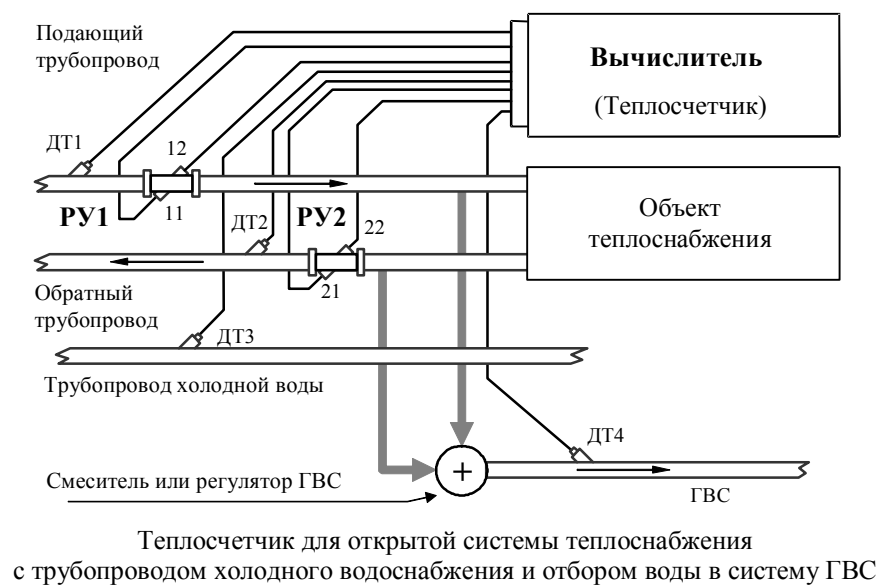 Подающий
трубопровод
Вычислитель
(Теплосчетчик)
ДТ1
12
РУ1
11
ДТ2
РУ2
22
Объект
теплоснабжения
21
Обратный
трубопровод
ДТ3
Трубопровод холодной воды
ДТ4
+
Смеситель или регулятор ГВС
ГВС
Теплосчетчик для открытой системы теплоснабжения
с трубопроводом холодного водоснабжения и отбором воды в систему ГВС